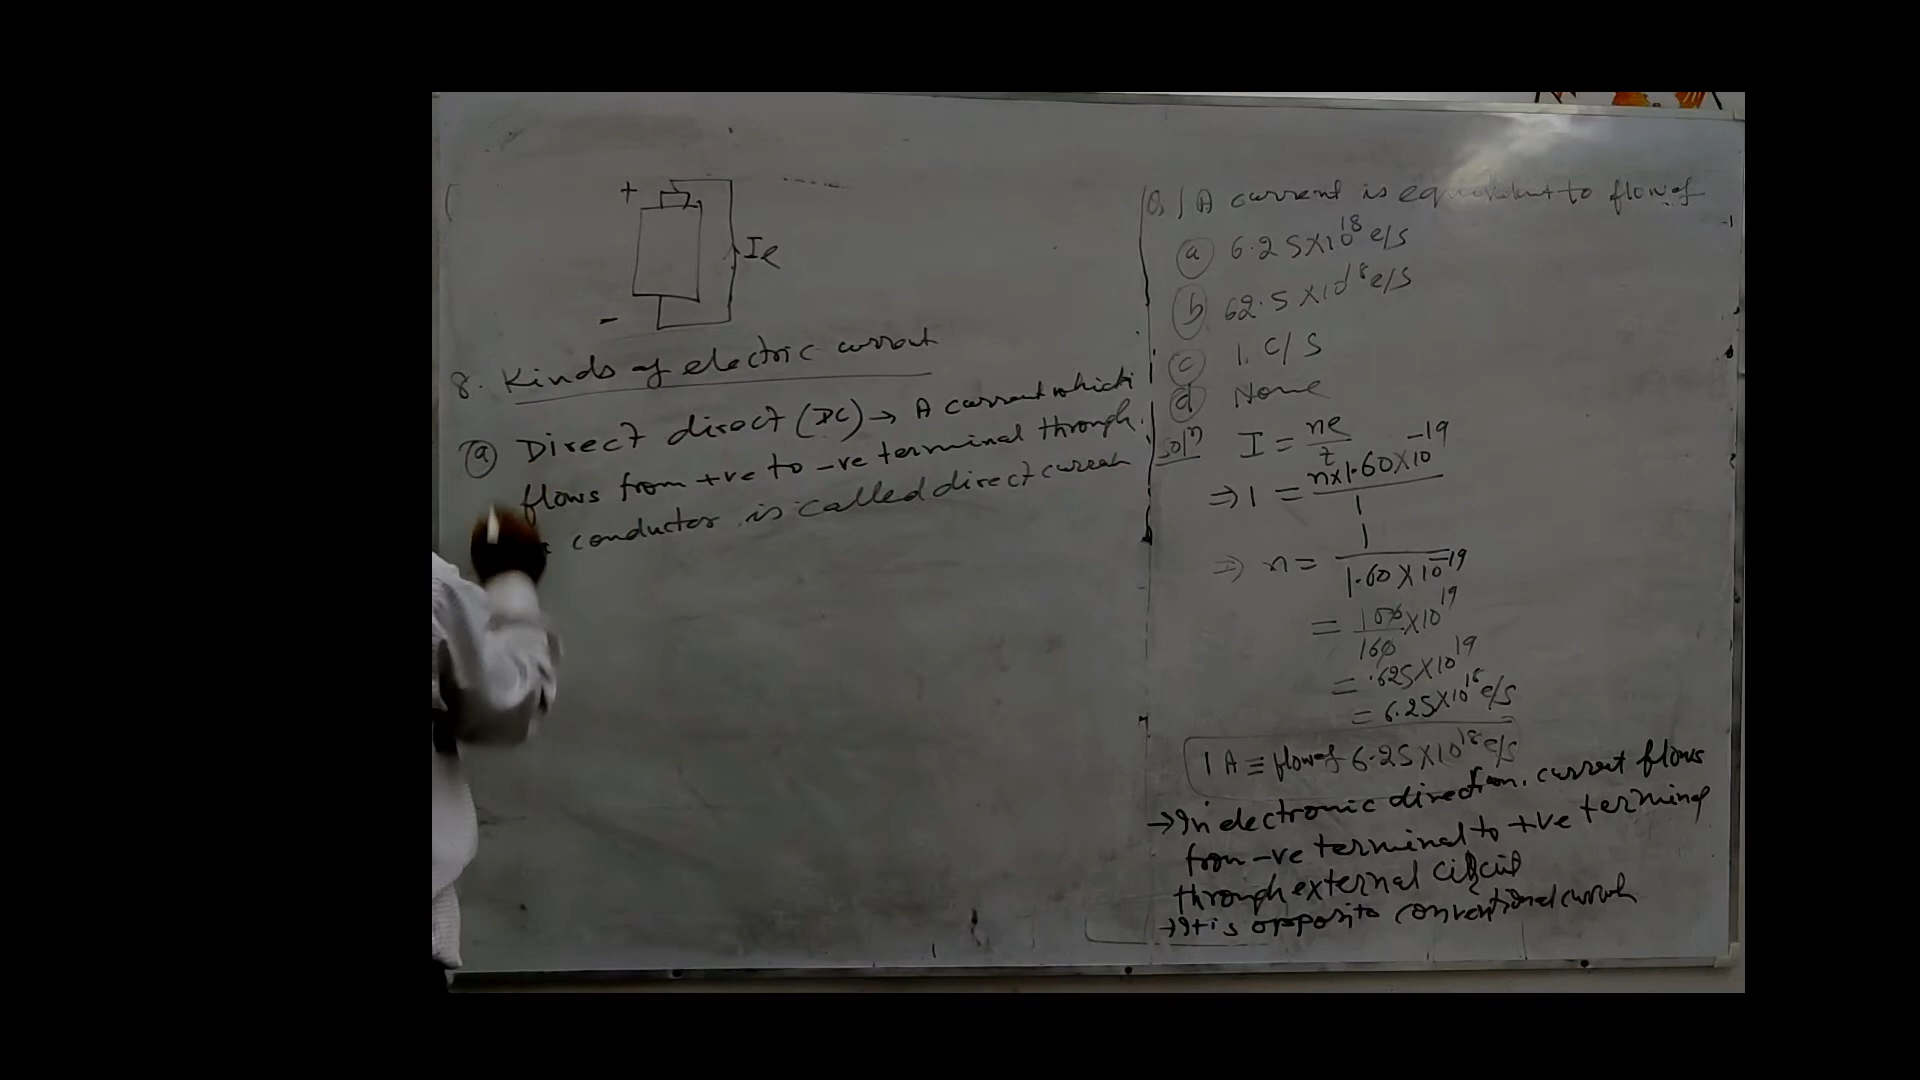 +
Ie
-
8. Kinds of electric current
(a) Direct direct (DC) → A current which
flows from +ve to -ve terminal through
conductor is called direct current
Q. 1 A current is equivalent to flow of
(a) 6.25×10^18 e/s
(b) 62.5×10^18 e/s
(c) 1 C/S
(d) None
Solⁿ I = ne/t
⇒ 1 = n×1.60×10^-19/1
⇒ n = 1/1.60×10^-19
= 100/160×10^19
= .625×10^19
= 6.25×10^18 e/s
1 A ≡ flow of 6.25×10^18 e/s
→ In electronic direction, current flows
from -ve terminal to +ve terminal
through external circuit
→ It is opposite conventional current